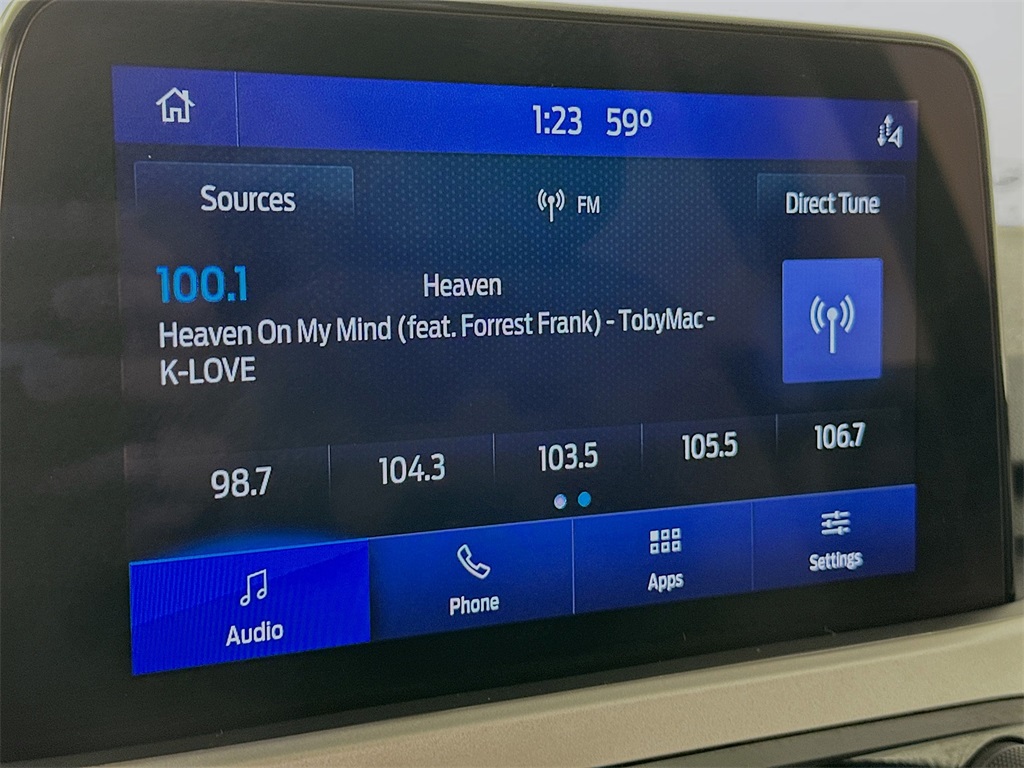 1:23 59°
Sources FM Direct Tune
100.1 Heaven
Heaven On My Mind (feat. Forrest Frank) - TobyMac -
K-LOVE
98.7 104.3 103.5 105.5 106.7
Audio Phone Apps Settings